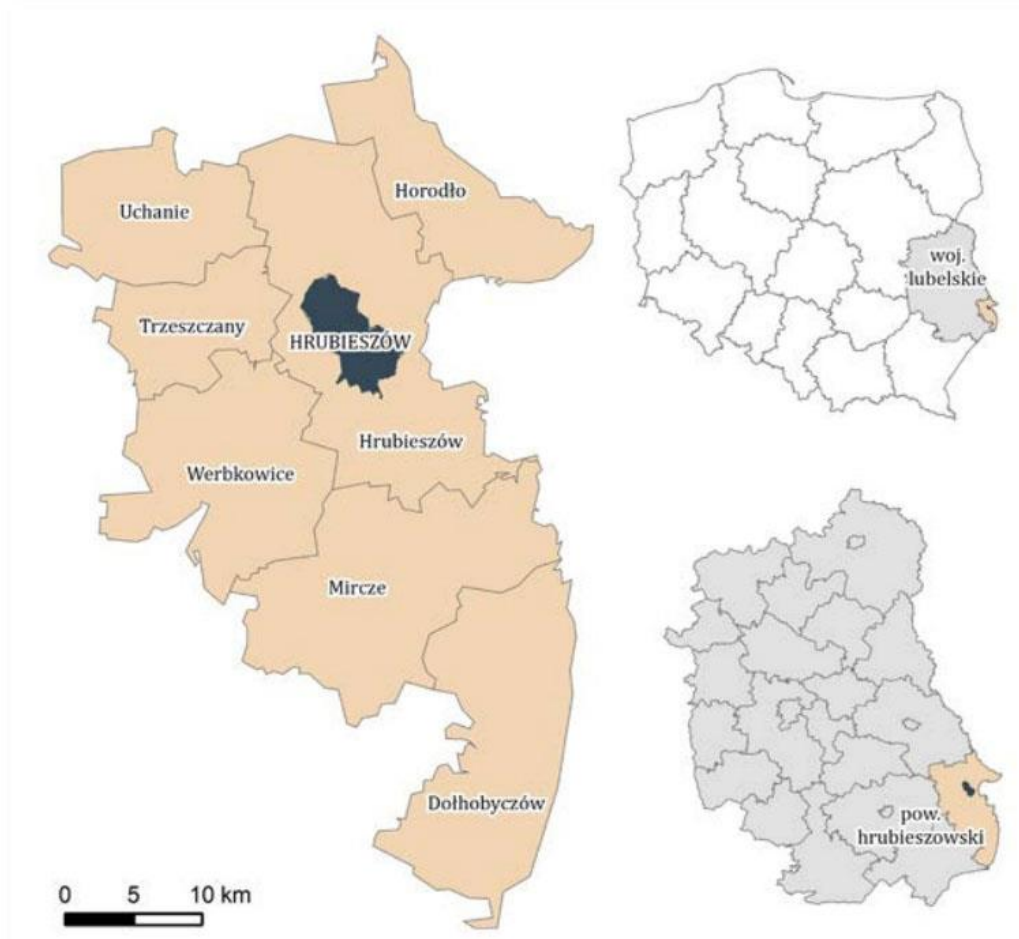 Horodło
Uchanie
Trzeszczany
HRUBIESZÓW
Hrubieszów
Werbkowice
Mircze
Dołhobyczów
0 5 10 km
woj.
lubelskie
pow.
hrubieszowski